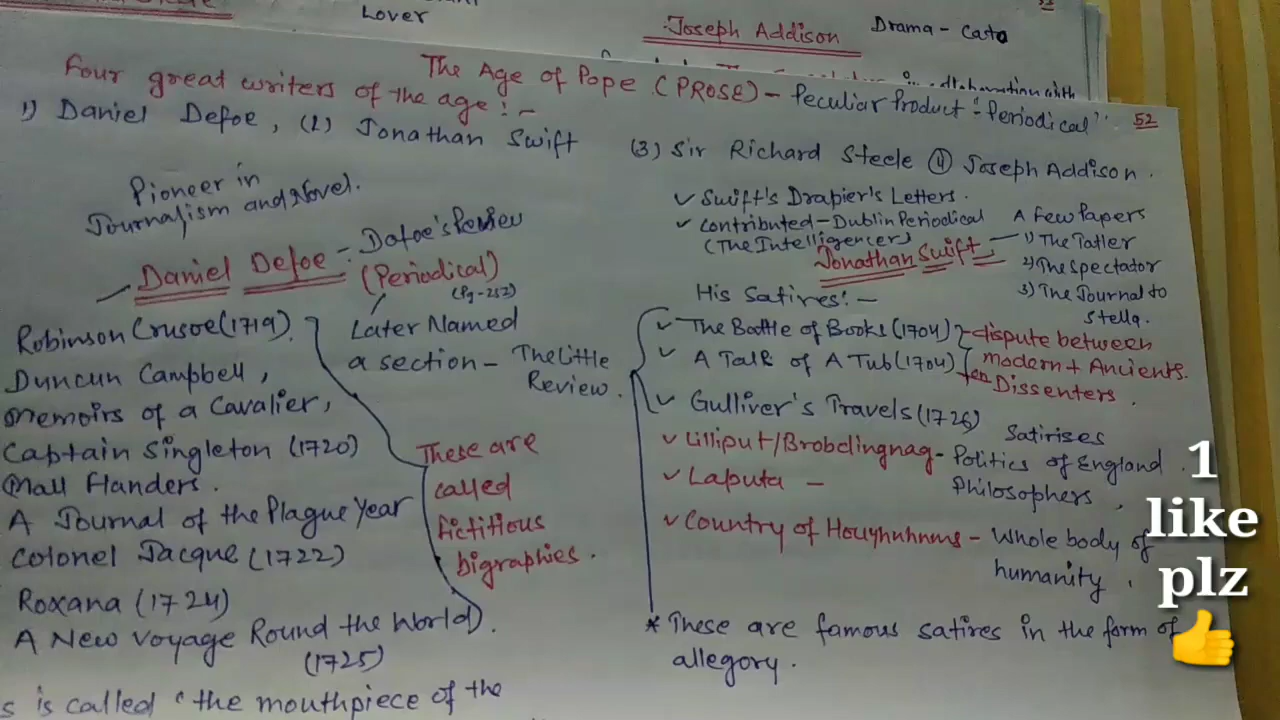 Lover
Joseph Addison
Drama - Cato
52
The Age of Pope (PROSE) - Peculiar Product "Periodical"
Four great writers of the age :-
1) Daniel Defoe, (2) Jonathan Swift
(3) Sir Richard Steele (4) Joseph Addison.
Pioneer in
Journalism and Novel.
Daniel Defoe - Dafoe's Review
(Periodical)
(Pg-252)
Later Named
a section - The Little
Review.
Robinson Crusoe (1719).
Duncun Campbell,
Memoirs of a Cavalier,
Captain Singleton (1720)
Mall Flanders.
A Journal of the Plague Year
Colonel Jacque (1722)
Roxana (1724)
A New Voyage Round the World.
(1725)
These are
called
fictitious
bigraphies.
s is called "the mouthpiece of the
✓ Swift's Drapier's Letters.
✓ Contributed - Dublin Periodical
(The Intelligencer)
Jonathan Swift
A Few Papers
1) The Tatler
2) The Spectator
3) The Journal to
Stella.
His Satires: -
✓ The Battle of Books (1704)
✓ A Tale of A Tub (1704)
dispute between
modern + Ancients.
Dissenters.
✓ Gulliver's Travels (1726)
Satirises
✓ Lilliput/Brobdingnag - Politics of England.
✓ Laputa - Philosophers.
✓ Country of Houynuhnms - Whole body of
humanity.
* These are famous satires in the form of
allegory.
1
like
plz